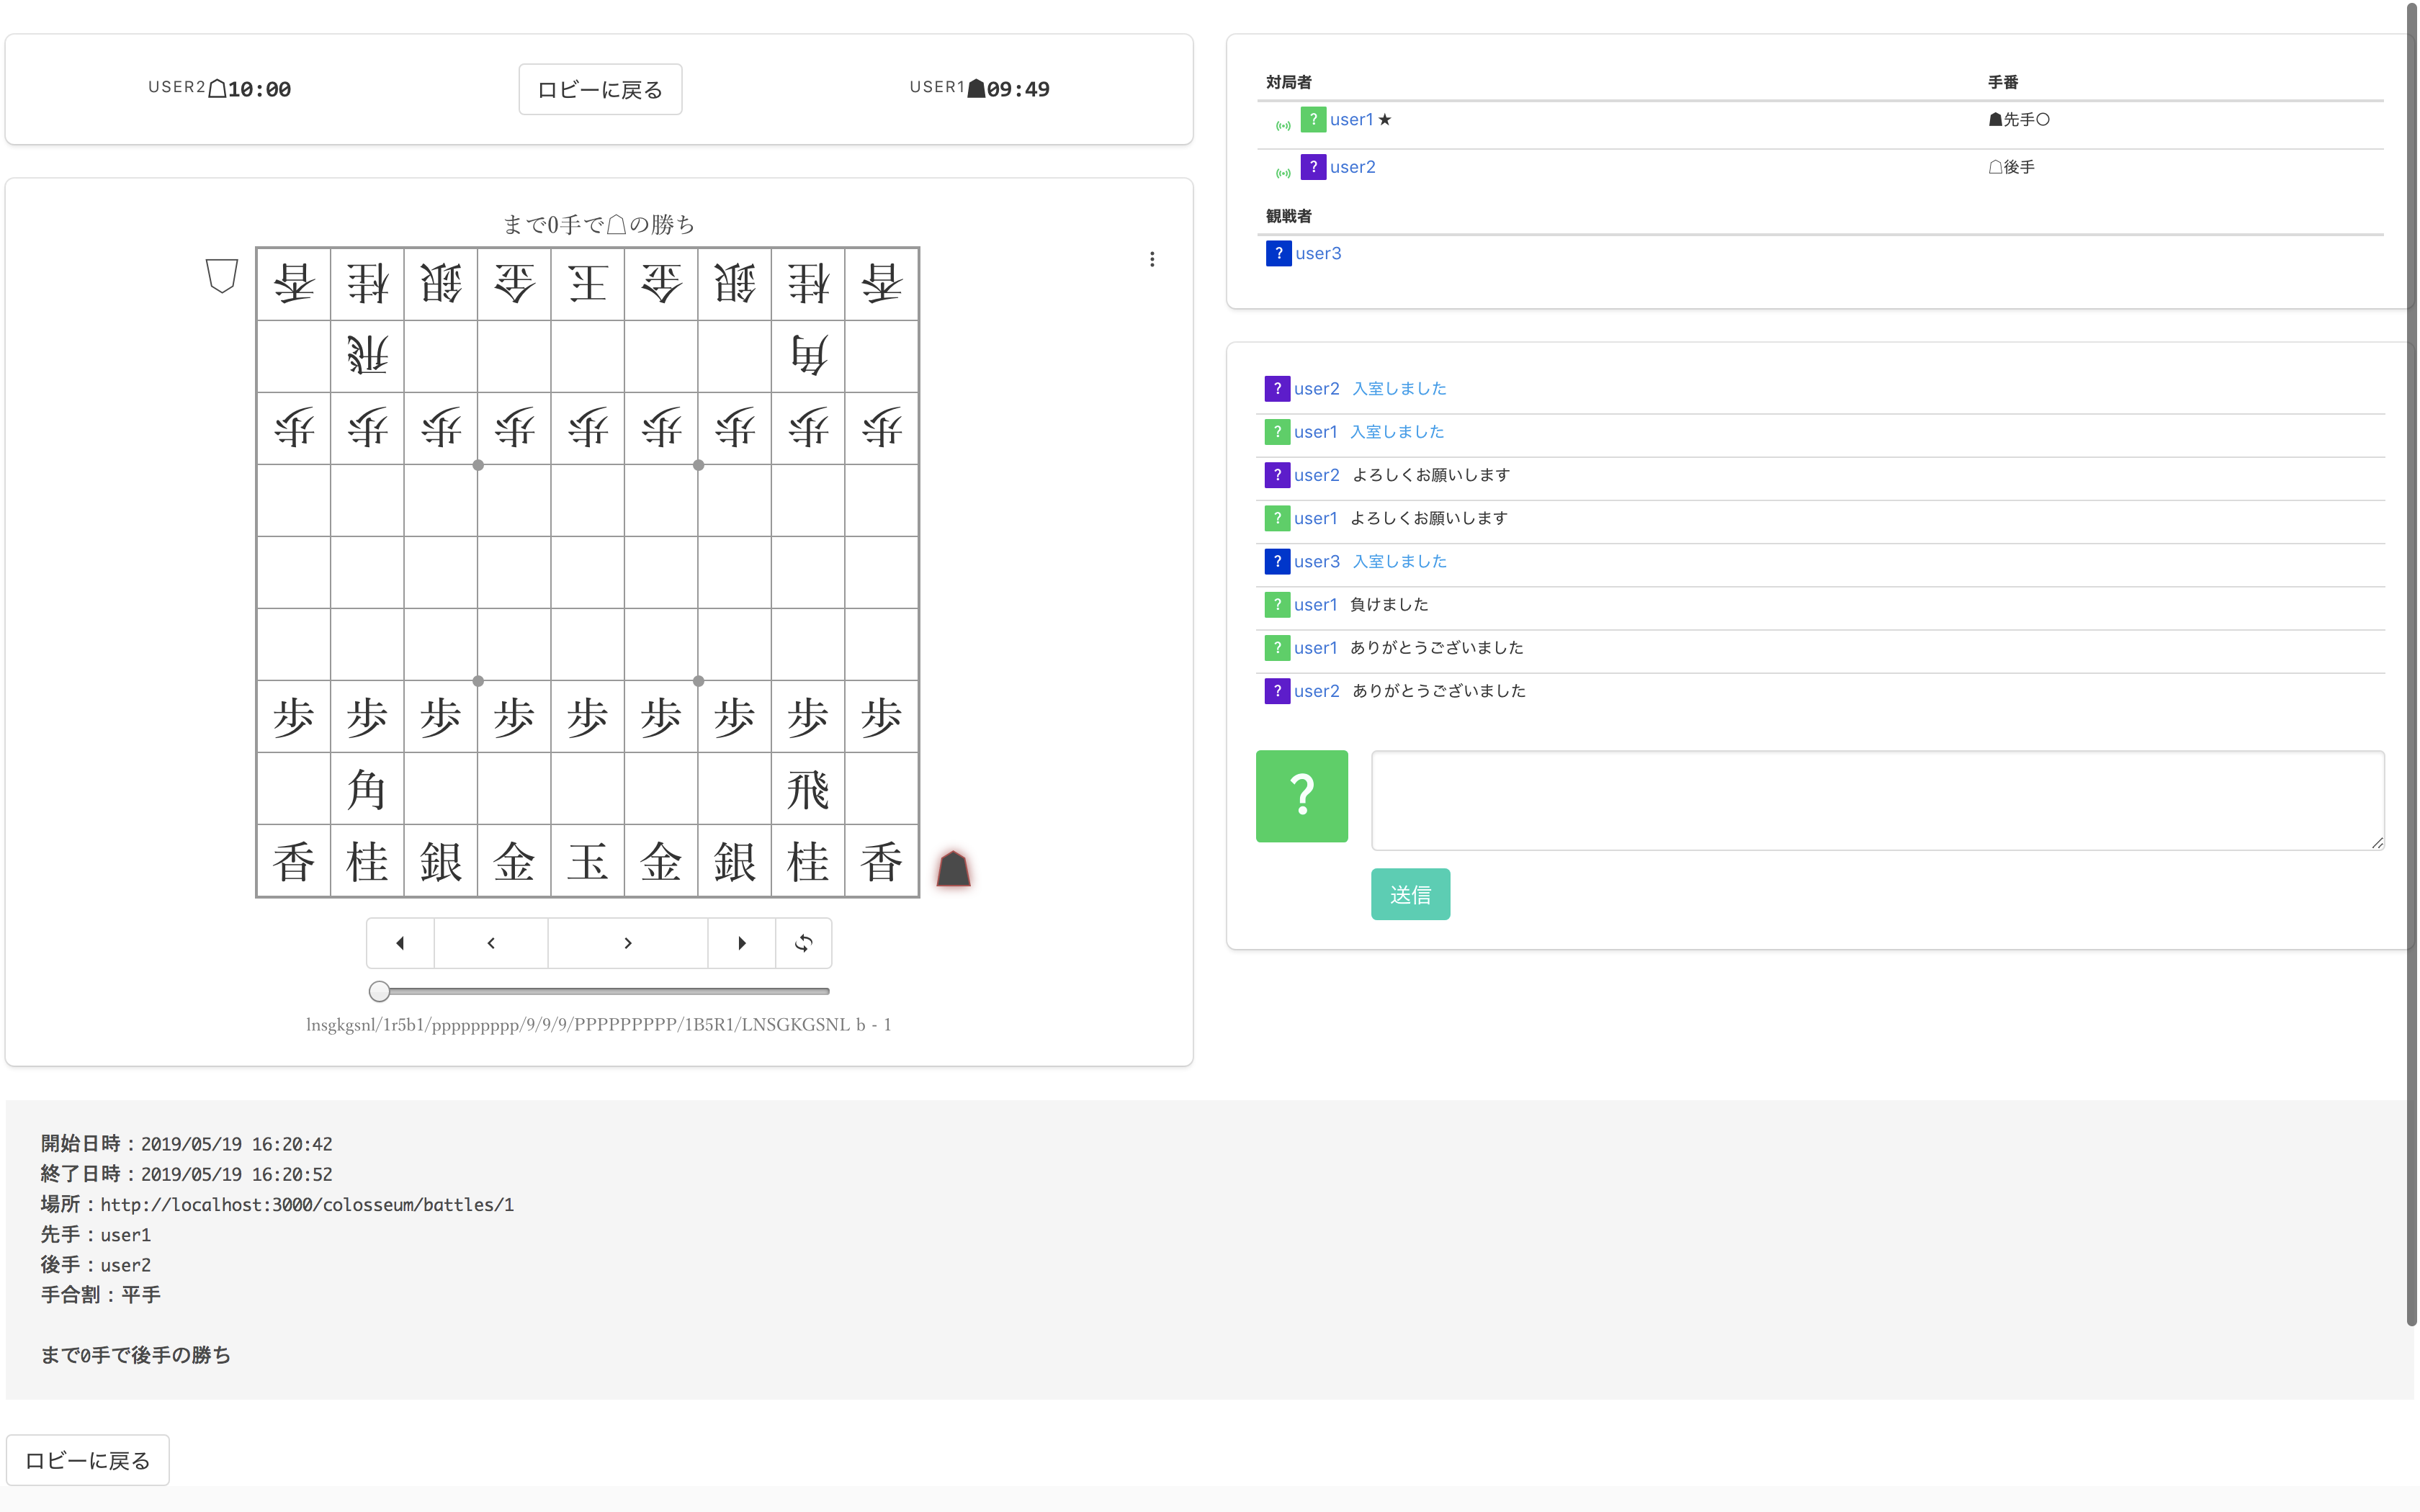 USER2☖10:00
ロビーに戻る
USER1☗09:49
まで0手で☖の勝ち
香桂銀金王金銀桂香
飛角
歩歩歩歩歩歩歩歩歩
歩歩歩歩歩歩歩歩歩
角飛
香桂銀金玉金銀桂香
lnsgkgsnl/1r5b1/ppppppppp/9/9/9/PPPPPPPPP/1B5R1/LNSGKGSNL b - 1
対局者 手番
? user1 ★ ☗先手〇
? user2 ☖後手
観戦者
? user3
? user2 入室しました
? user1 入室しました
? user2 よろしくお願いします
? user1 よろしくお願いします
? user3 入室しました
? user1 負けました
? user1 ありがとうございました
? user2 ありがとうございました
?
送信
開始日時：2019/05/19 16:20:42
終了日時：2019/05/19 16:20:52
場所：http://localhost:3000/colosseum/battles/1
先手：user1
後手：user2
手合割：平手
まで0手で後手の勝ち
ロビーに戻る